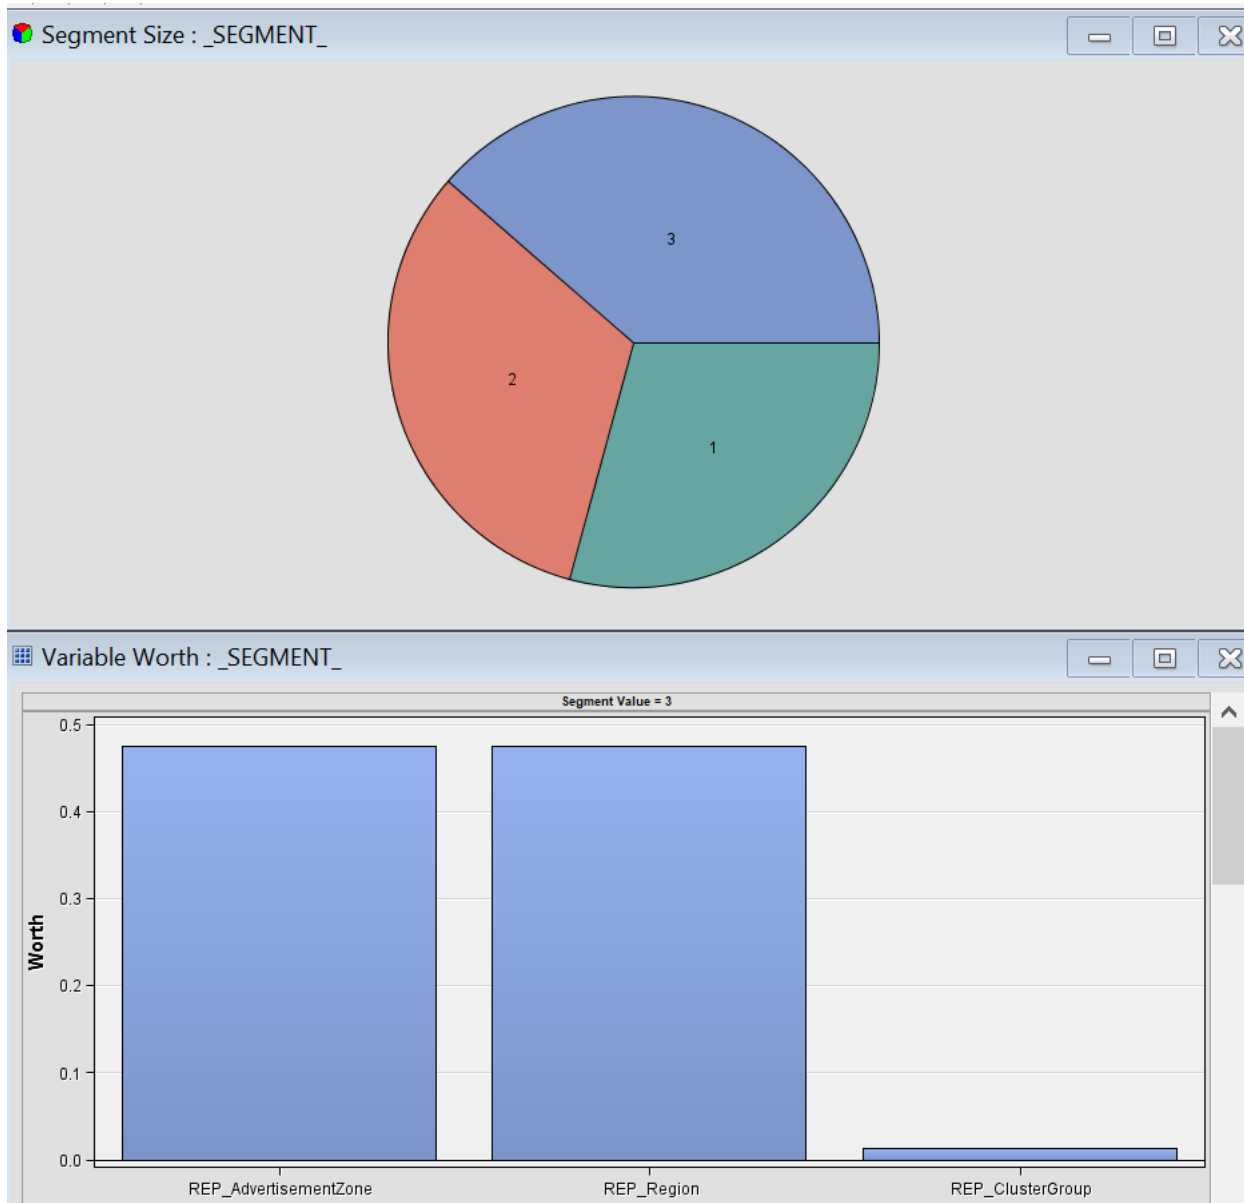 Segment Size : _SEGMENT_
3
2
1
Variable Worth : _SEGMENT_
Segment Value = 3
0.5
0.4
0.3
0.2
0.1
0.0
Worth
REP_AdvertisementZone
REP_Region
REP_ClusterGroup